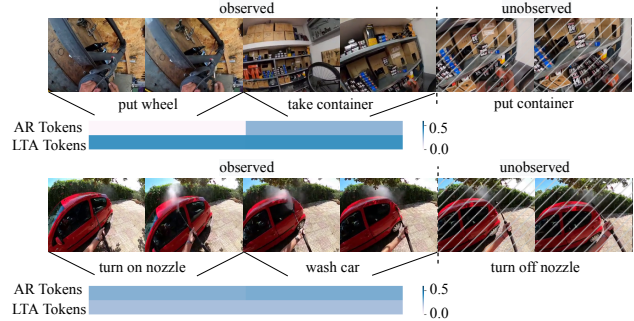 observed unobserved
put wheel take container put container
AR Tokens 0.5
LTA Tokens 0.0
observed unobserved
turn on nozzle wash car turn off nozzle
AR Tokens 0.5
LTA Tokens 0.0